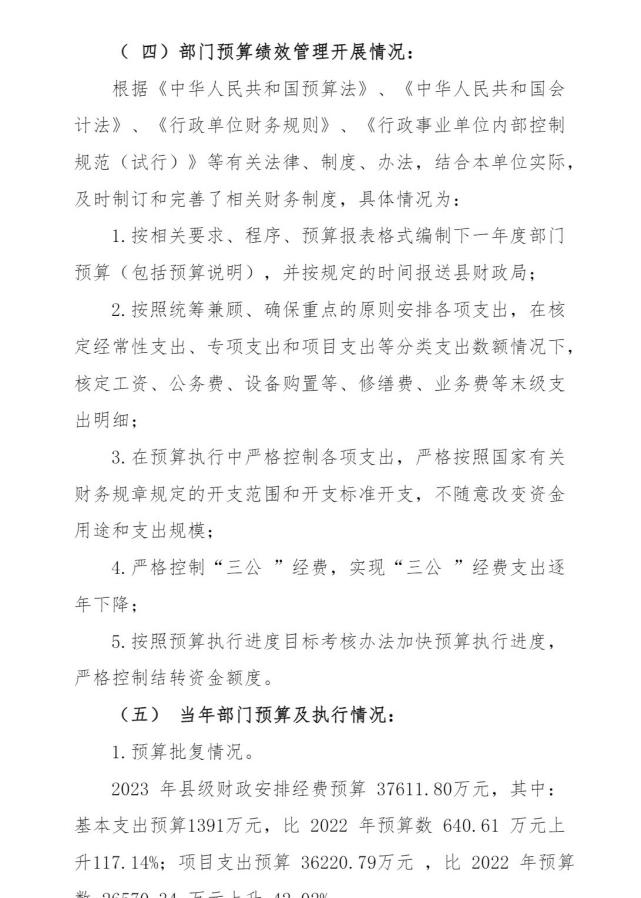 （ 四）部门预算绩效管理开展情况：
根据《中华人民共和国预算法》、《中华人民共和国会
计法》、《行政单位财务规则》、《行政事业单位内部控制
规范（试行）》等有关法律、制度、办法，结合本单位实际，
及时制订和完善了相关财务制度，具体情况为：
1.按相关要求、程序、预算报表格式编制下一年度部门
预算（包括预算说明），并按规定的时间报送县财政局；
2.按照统筹兼顾、确保重点的原则安排各项支出，在核
定经常性支出、专项支出和项目支出等分类支出数额情况下，
核定工资、公务费、设备购置等、修缮费、业务费等末级支
出明细；
3.在预算执行中严格控制各项支出，严格按照国家有关
财务规章规定的开支范围和开支标准开支，不随意改变资金
用途和支出规模；
4.严格控制“三公 ”经费，实现“三公 ”经费支出逐
年下降；
5.按照预算执行进度目标考核办法加快预算执行进度，
严格控制结转资金额度。
（五） 当年部门预算及执行情况：
1.预算批复情况。
2023 年县级财政安排经费预算 37611.80万元，其中：
基本支出预算1391万元，比 2022 年预算数 640.61 万元上
升117.14%；项目支出预算 36220.79万元 ，比 2022 年预算